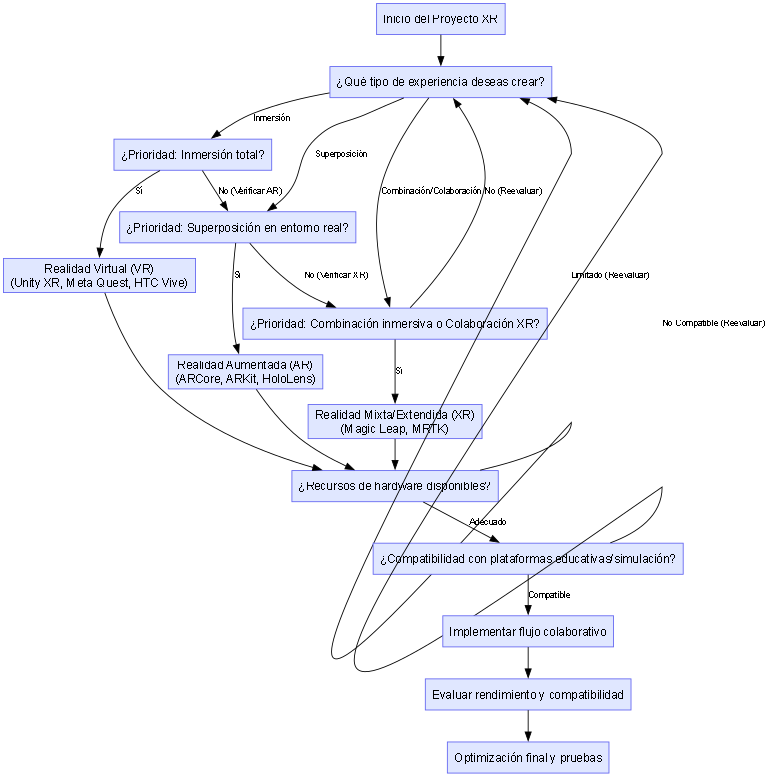 Inicio del Proyecto XR
¿Qué tipo de experiencia deseas crear?
Inmersión
¿Prioridad: Inmersión total?
Superposición
Sí
No (Verificar AR)
Combinación/Colaboración
No (Reevaluar)
¿Prioridad: Superposición en entorno real?
Realidad Virtual (VR)
(Unity XR, Meta Quest, HTC Vive)
Sí
No (Verificar XR)
Limitado (Reevaluar)
¿Prioridad: Combinación inmersiva o Colaboración XR?
No Compatible (Reevaluar)
Realidad Aumentada (AR)
(ARCore, ARKit, HoloLens)
Sí
Realidad Mixta/Extendida (XR)
(Magic Leap, MRTK)
¿Recursos de hardware disponibles?
Adecuado
¿Compatibilidad con plataformas educativas/simulación?
Compatible
Implementar flujo colaborativo
Evaluar rendimiento y compatibilidad
Optimización final y pruebas